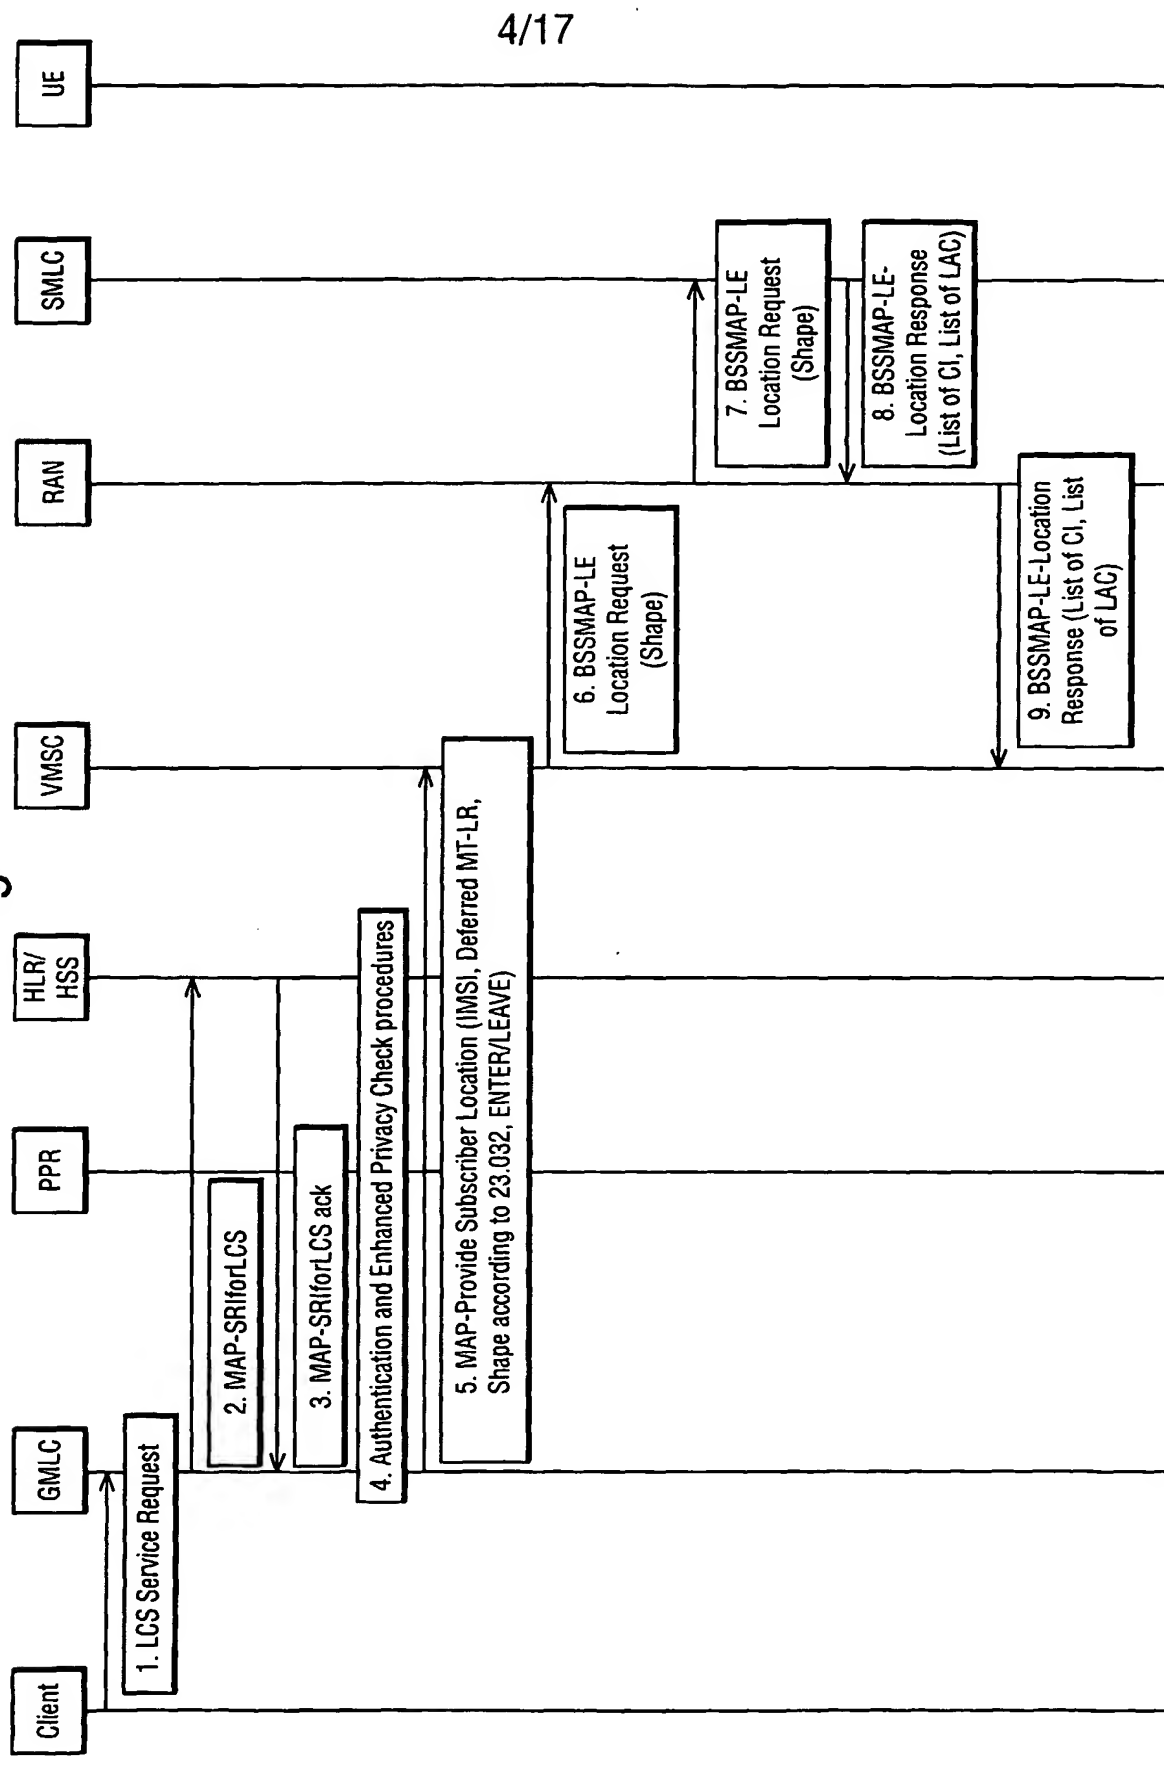 4/17
Client
GMLC
PPR
HLR/
HSS
VMSC
RAN
SMLC
UE
1. LCS Service Request
2. MAP-SRIforLCS
3. MAP-SRIforLCS ack
4. Authentication and Enhanced Privacy Check procedures
5. MAP-Provide Subscriber Location (IMSI, Deferred MT-LR,
Shape according to 23.032, ENTER/LEAVE)
6. BSSMAP-LE
Location Request
(Shape)
7. BSSMAP-LE
Location Request
(Shape)
8. BSSMAP-LE-
Location Response
(List of CI, List of LAC)
9. BSSMAP-LE-Location
Response (List of CI, List
of LAC)